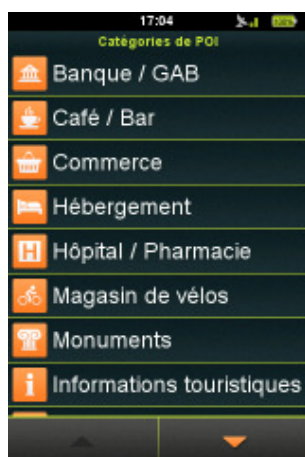 17:04
Catégories de POI
Banque / GAB
Café / Bar
Commerce
Hébergement
Hôpital / Pharmacie
Magasin de vélos
Monuments
Informations touristiques